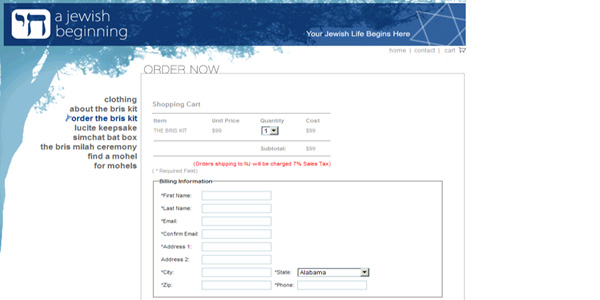 חי
a jewish
beginning
Your Jewish Life Begins Here
home | contact | cart
ORDER NOW
clothing
about the bris kit
order the bris kit
lucite keepsake
simchat bat box
the bris milah ceremony
find a mohel
for mohels
Shopping Cart
Item Unit Price Quantity Cost
THE BRIS KIT $99 1 $99
Subtotal: $99
(Orders shipping to NJ will be charged 7% Sales Tax)
( * Required Field)
Billing Information
*First Name:
*Last Name:
*Email:
*Confirm Email:
*Address 1:
Address 2:
*City: *State: Alabama
*Zip: *Phone: